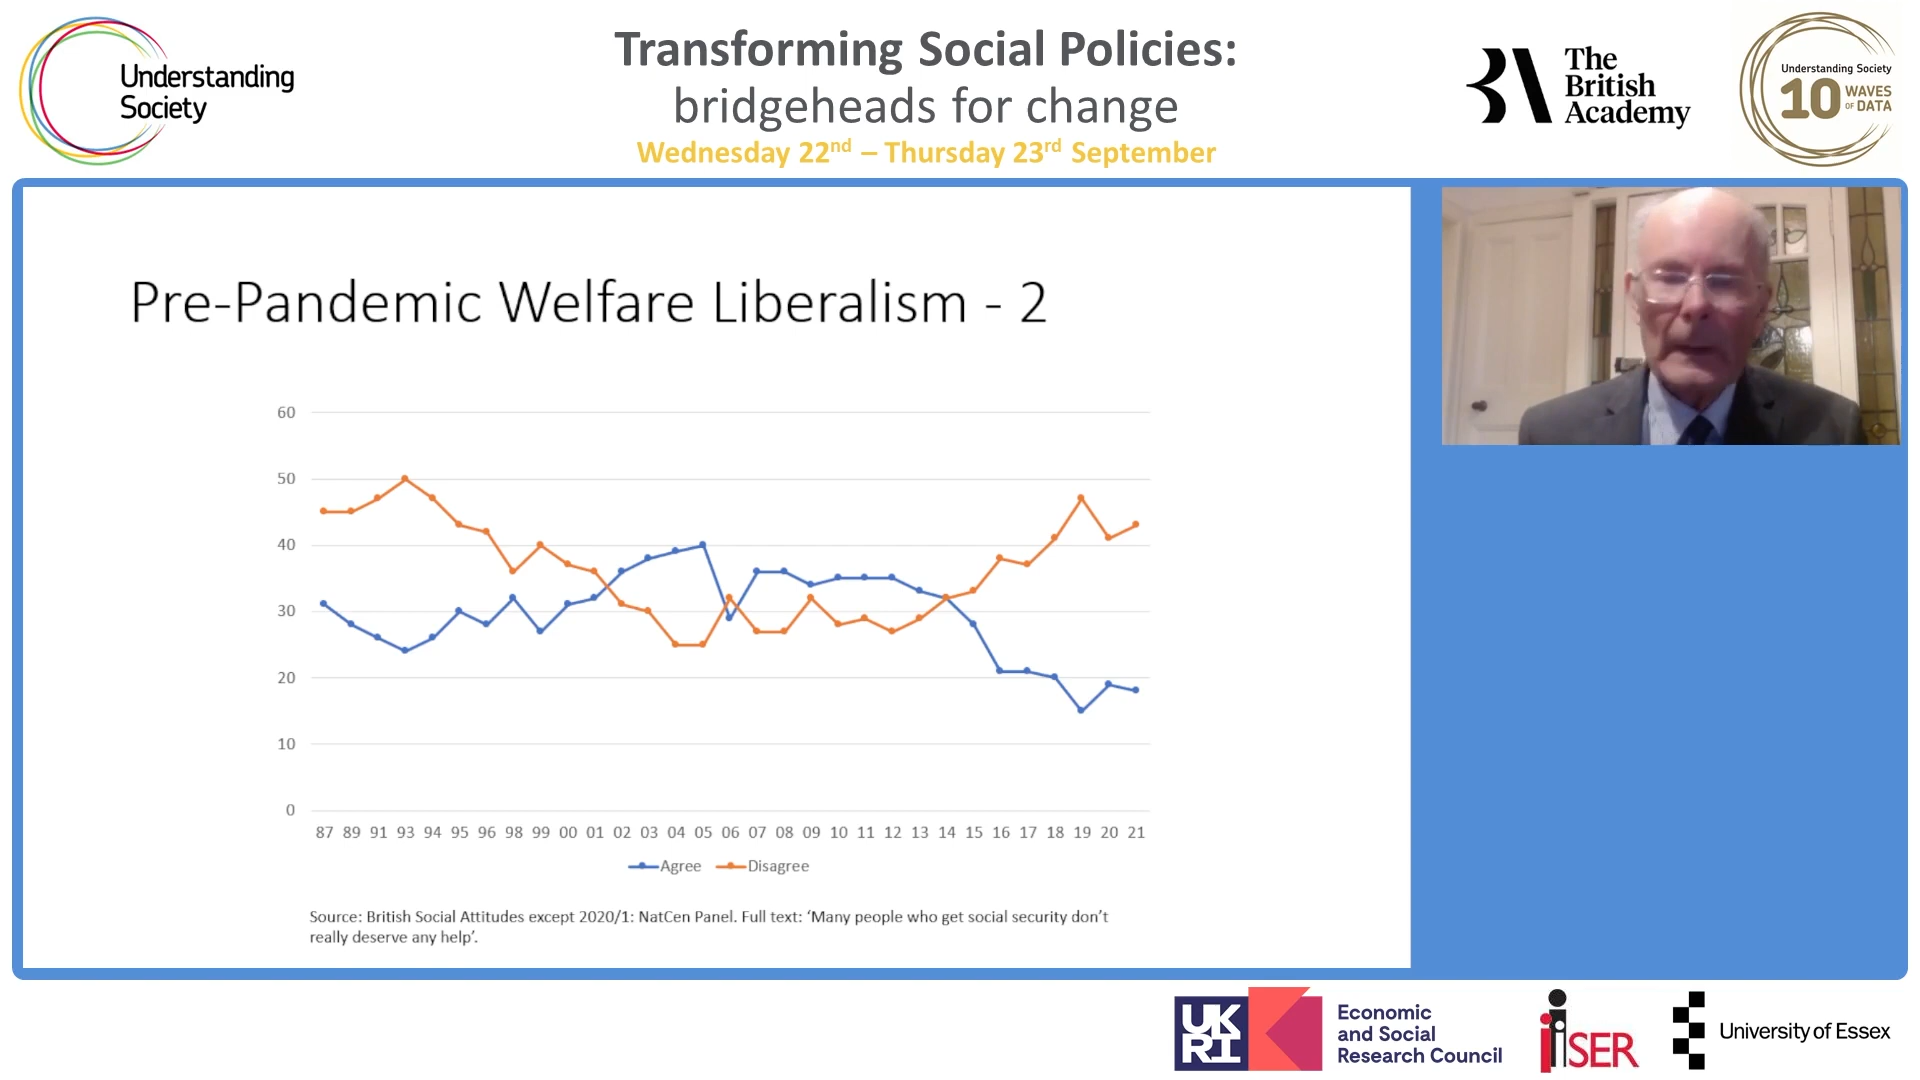 Understanding
Society
Transforming Social Policies:
bridgeheads for change
Wednesday 22nd – Thursday 23rd September
The
British
Academy
Understanding Society
10 WAVES
OF DATA
Pre-Pandemic Welfare Liberalism - 2
60
50
40
30
20
10
0
87 89 91 93 94 95 96 98 99 00 01 02 03 04 05 06 07 08 09 10 11 12 13 14 15 16 17 18 19 20 21
Agree Disagree
Source: British Social Attitudes except 2020/1: NatCen Panel. Full text: ‘Many people who get social security don’t
really deserve any help’.
UK
RI
Economic
and Social
Research Council
iSER
University of Essex